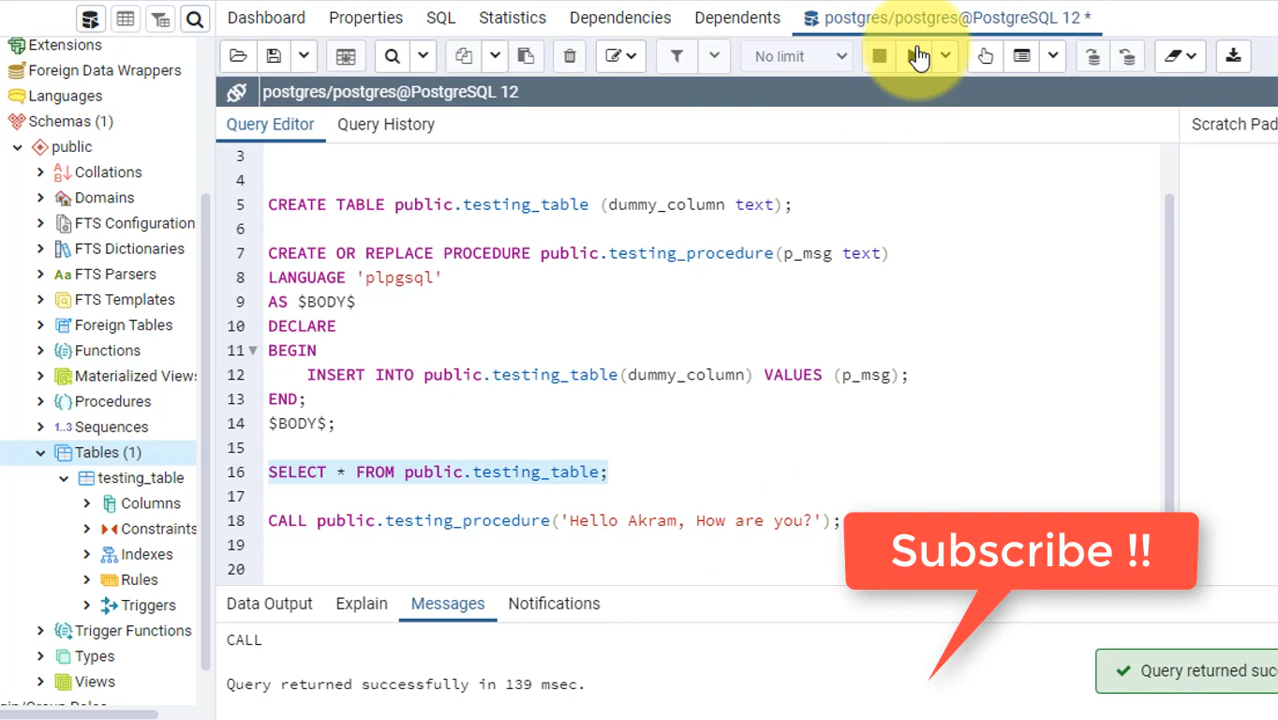 Dashboard Properties SQL Statistics Dependencies Dependents postgres/postgres@PostgreSQL 12 *
No limit
postgres/postgres@PostgreSQL 12
Query Editor Query History Scratch Pad
Extensions
Foreign Data Wrappers
Languages
Schemas (1)
public
Collations
Domains
FTS Configuration
FTS Dictionaries
FTS Parsers
FTS Templates
Foreign Tables
Functions
Materialized Views
Procedures
1..3 Sequences
Tables (1)
testing_table
Columns
Constraints
Indexes
Rules
Triggers
Trigger Functions
Types
Views
3
4
5 CREATE TABLE public.testing_table (dummy_column text);
6
7 CREATE OR REPLACE PROCEDURE public.testing_procedure(p_msg text)
8 LANGUAGE 'plpgsql'
9 AS $BODY$
10 DECLARE
11 BEGIN
12 INSERT INTO public.testing_table(dummy_column) VALUES (p_msg);
13 END;
14 $BODY$;
15
16 SELECT * FROM public.testing_table;
17
18 CALL public.testing_procedure('Hello Akram, How are you?');
19
20
Subscribe !!
Data Output Explain Messages Notifications
CALL
Query returned successfully in 139 msec.
Query returned suc